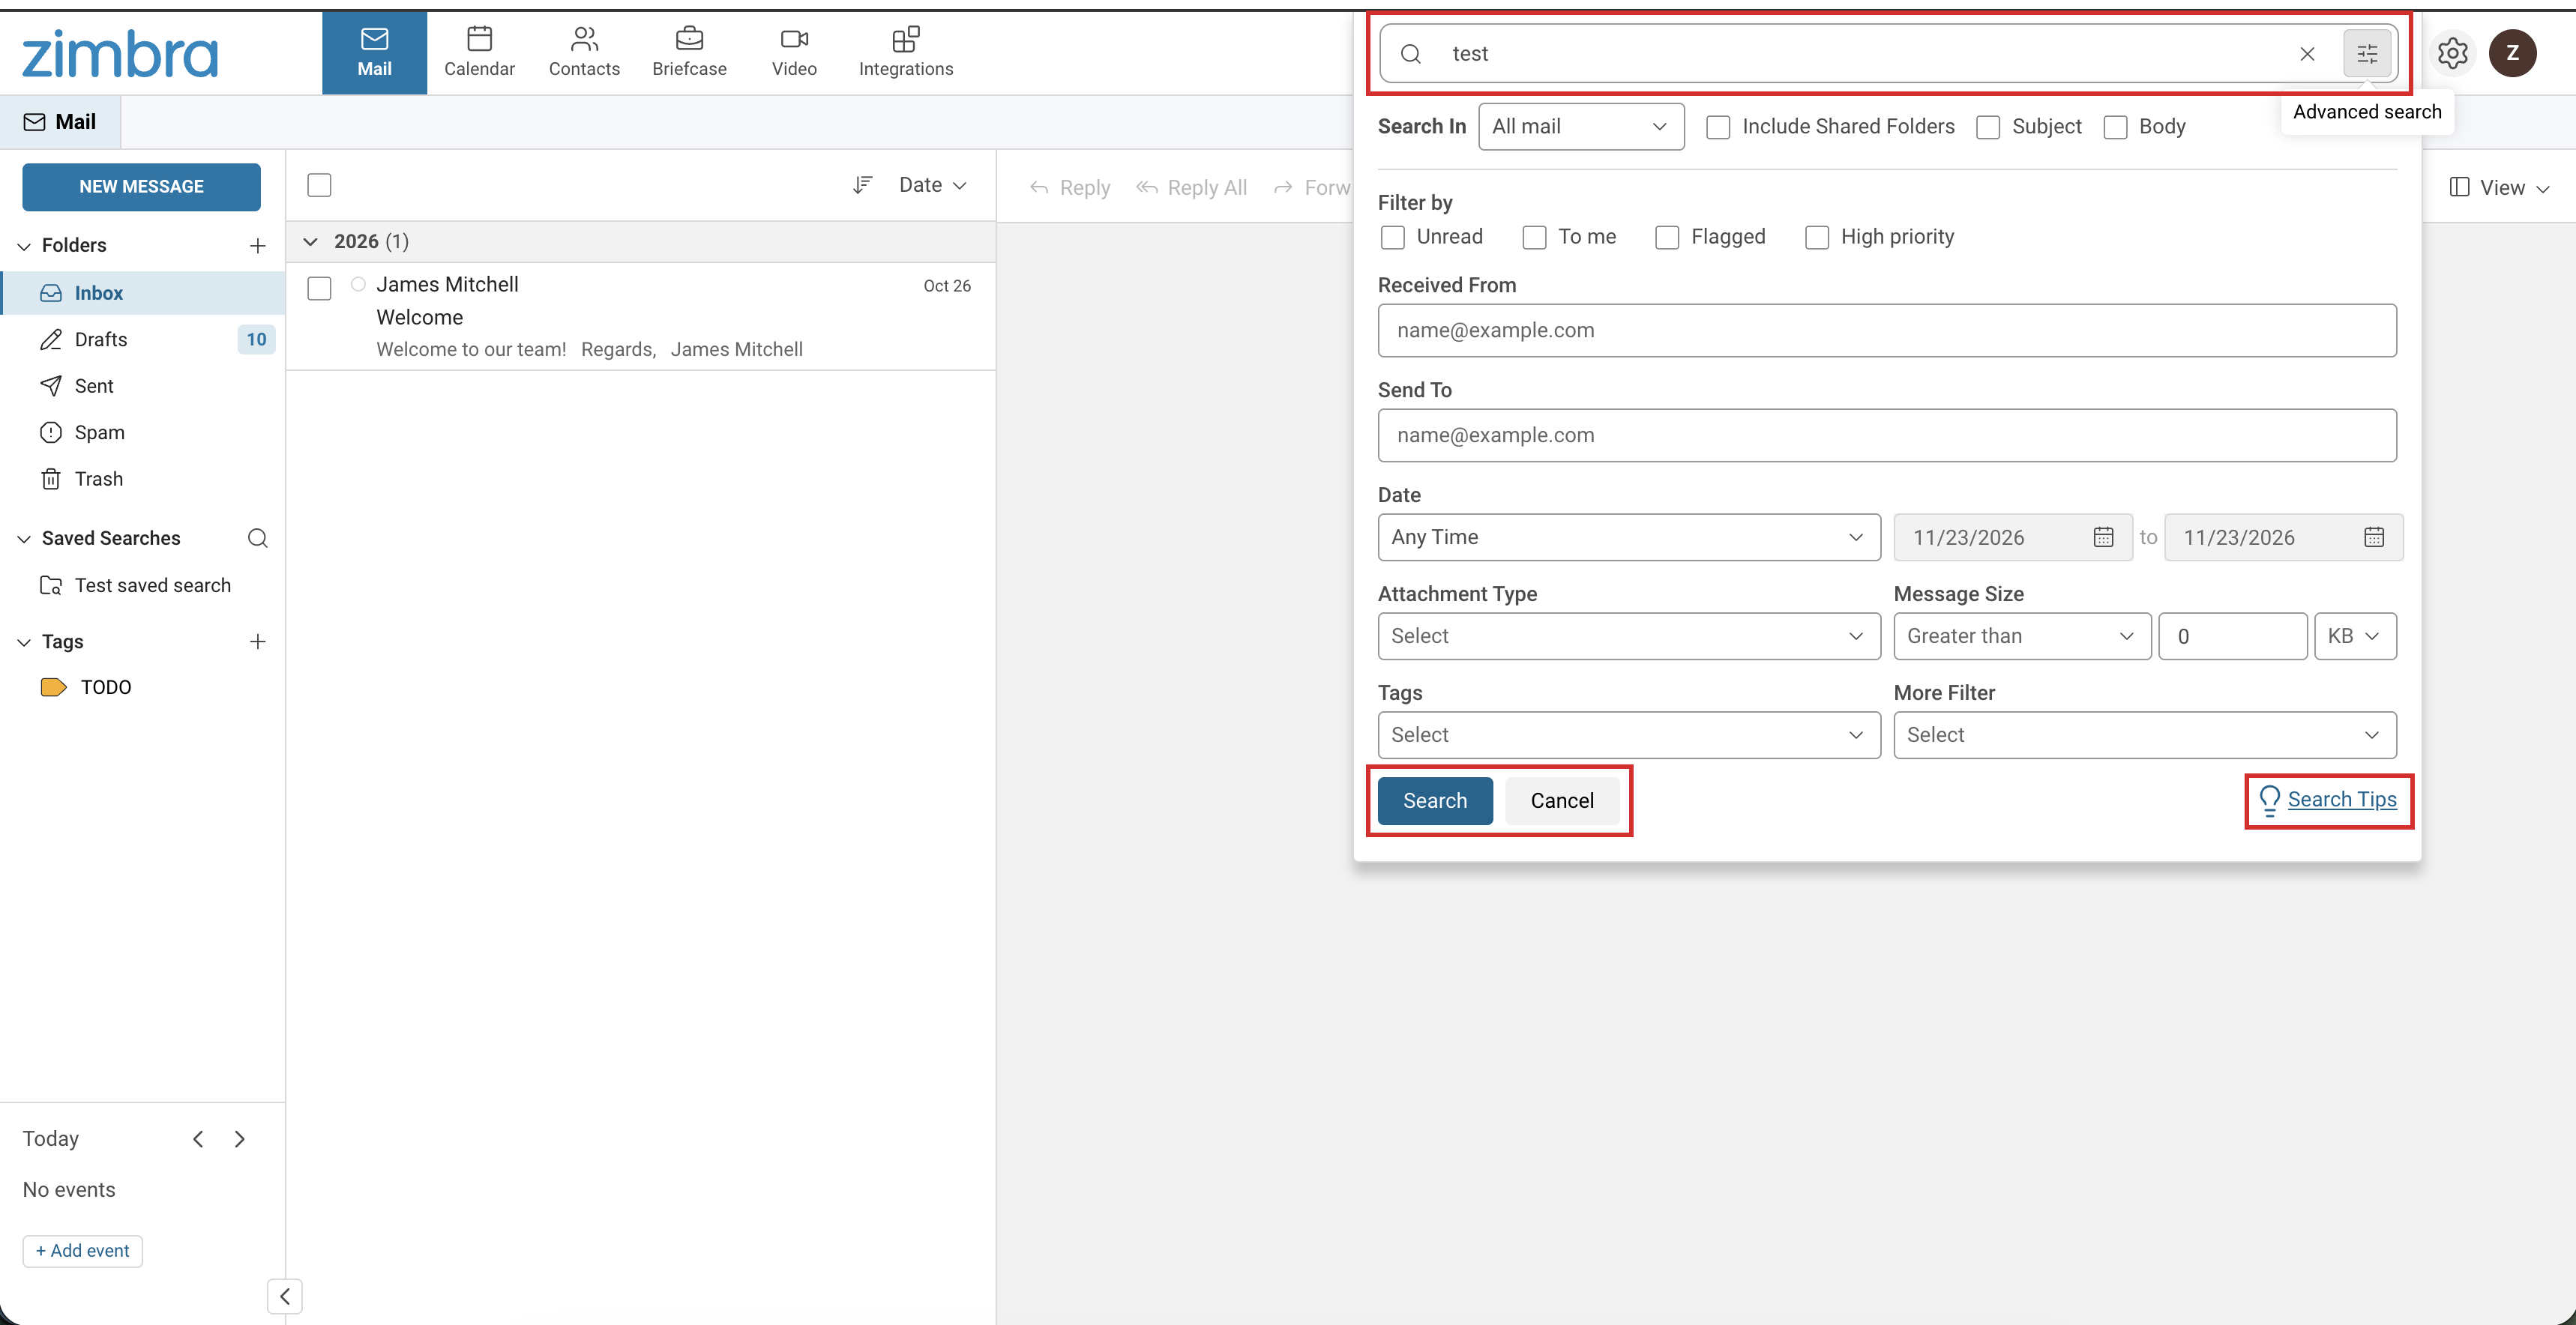 zimbra
Mail
Calendar
Contacts
Briefcase
Video
Integrations
test
Z
Advanced search
Mail
Search In
All mail
Include Shared Folders
Subject
Body
NEW MESSAGE
Date
Reply
Reply All
Forw
View
Folders
Inbox
Drafts
10
Sent
Spam
Trash
Saved Searches
Test saved search
Tags
TODO
2026 (1)
James Mitchell
Oct 26
Welcome
Welcome to our team! Regards, James Mitchell
Filter by
Unread
To me
Flagged
High priority
Received From
name@example.com
Send To
name@example.com
Date
Any Time
11/23/2026
to
11/23/2026
Attachment Type
Message Size
Select
Greater than
0
KB
Tags
More Filter
Select
Select
Search
Cancel
Search Tips
Today
No events
+ Add event